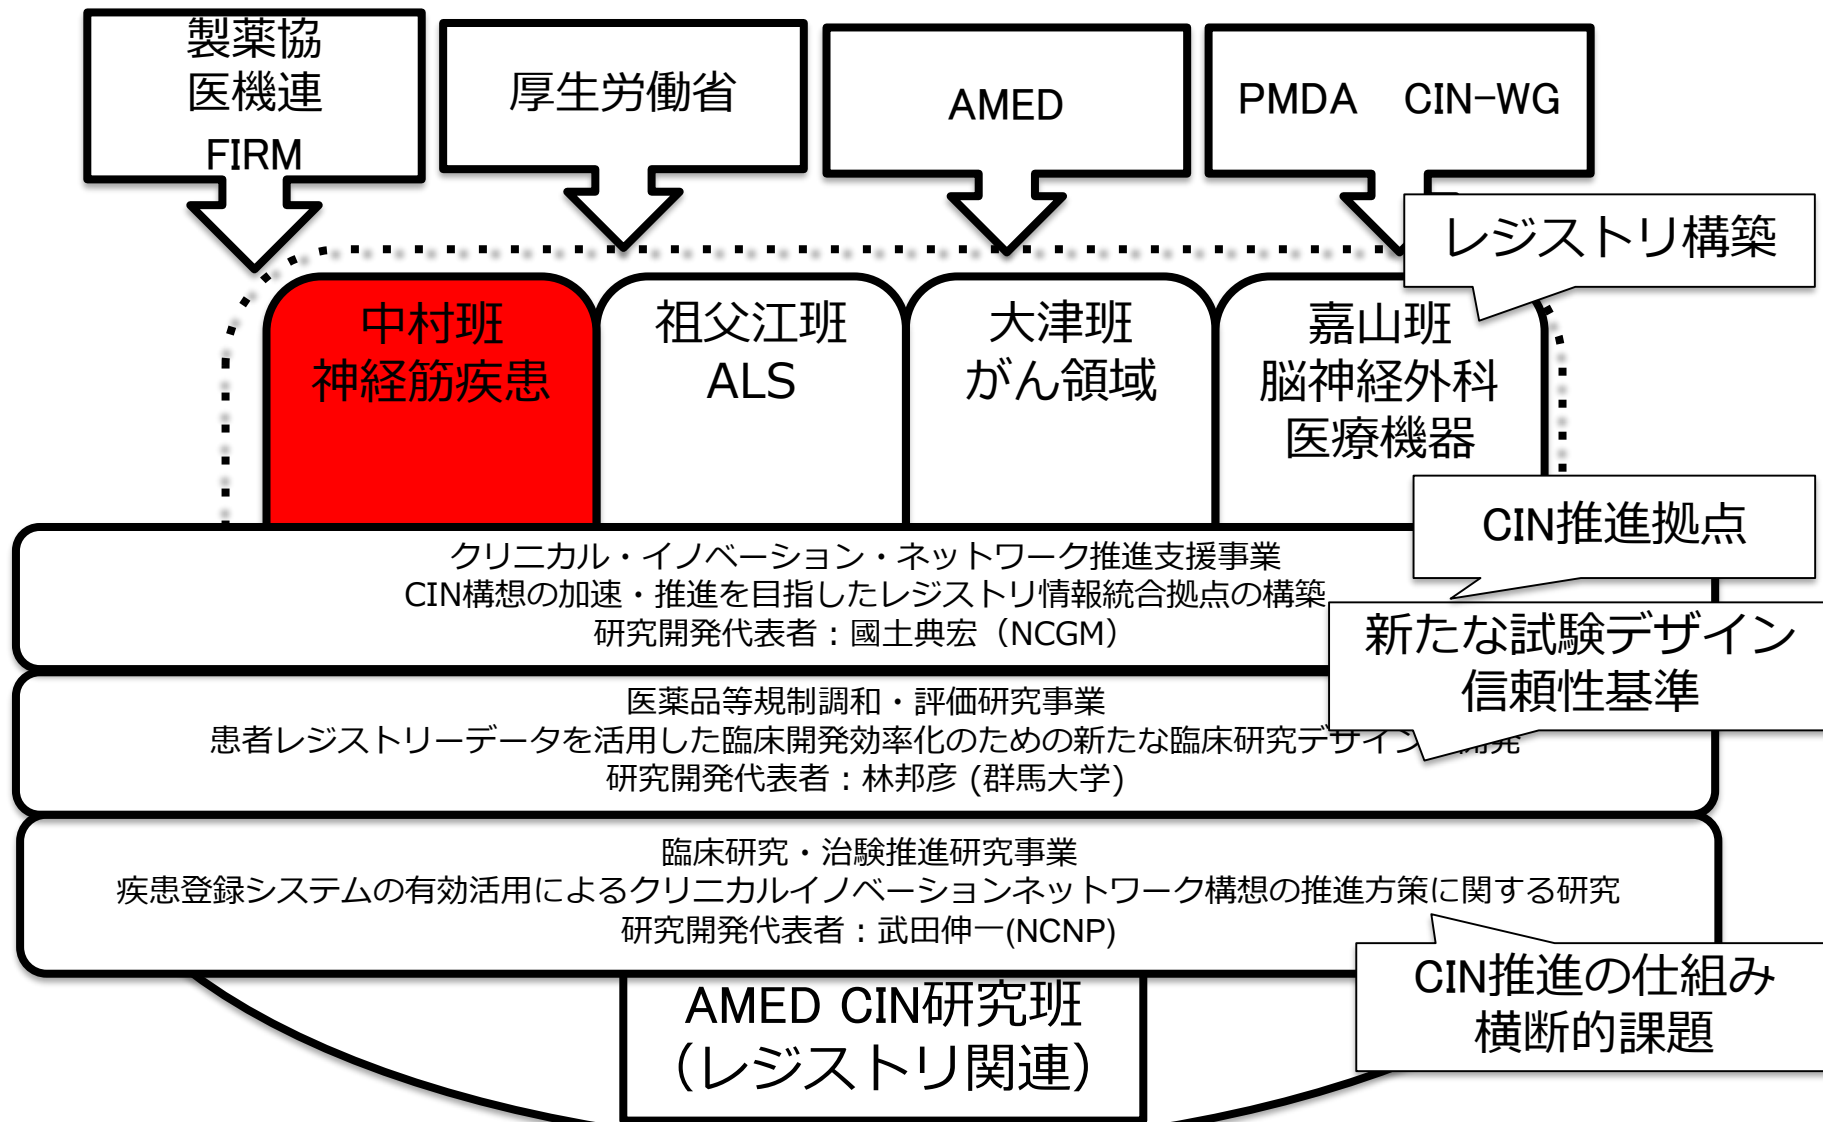 製薬協
医機連
FIRM
厚生労働省
AMED
PMDA　CIN-WG
レジストリ構築
中村班
神経筋疾患
祖父江班
ALS
大津班
がん領域
嘉山班
脳神経外科
医療機器
CIN推進拠点
クリニカル・イノベーション・ネットワーク推進支援事業
CIN構想の加速・推進を目指したレジストリ情報統合拠点の構築
研究開発代表者：國土典宏（NCGM）
新たな試験デザイン
信頼性基準
医薬品等規制調和・評価研究事業
患者レジストリーデータを活用した臨床開発効率化のための新たな臨床研究デザイン 開発
研究開発代表者：林邦彦 (群馬大学)
臨床研究・治験推進研究事業
疾患登録システムの有効活用によるクリニカルイノベーションネットワーク構想の推進方策に関する研究
研究開発代表者：武田伸一(NCNP)
CIN推進の仕組み
横断的課題
AMED CIN研究班
（レジストリ関連）